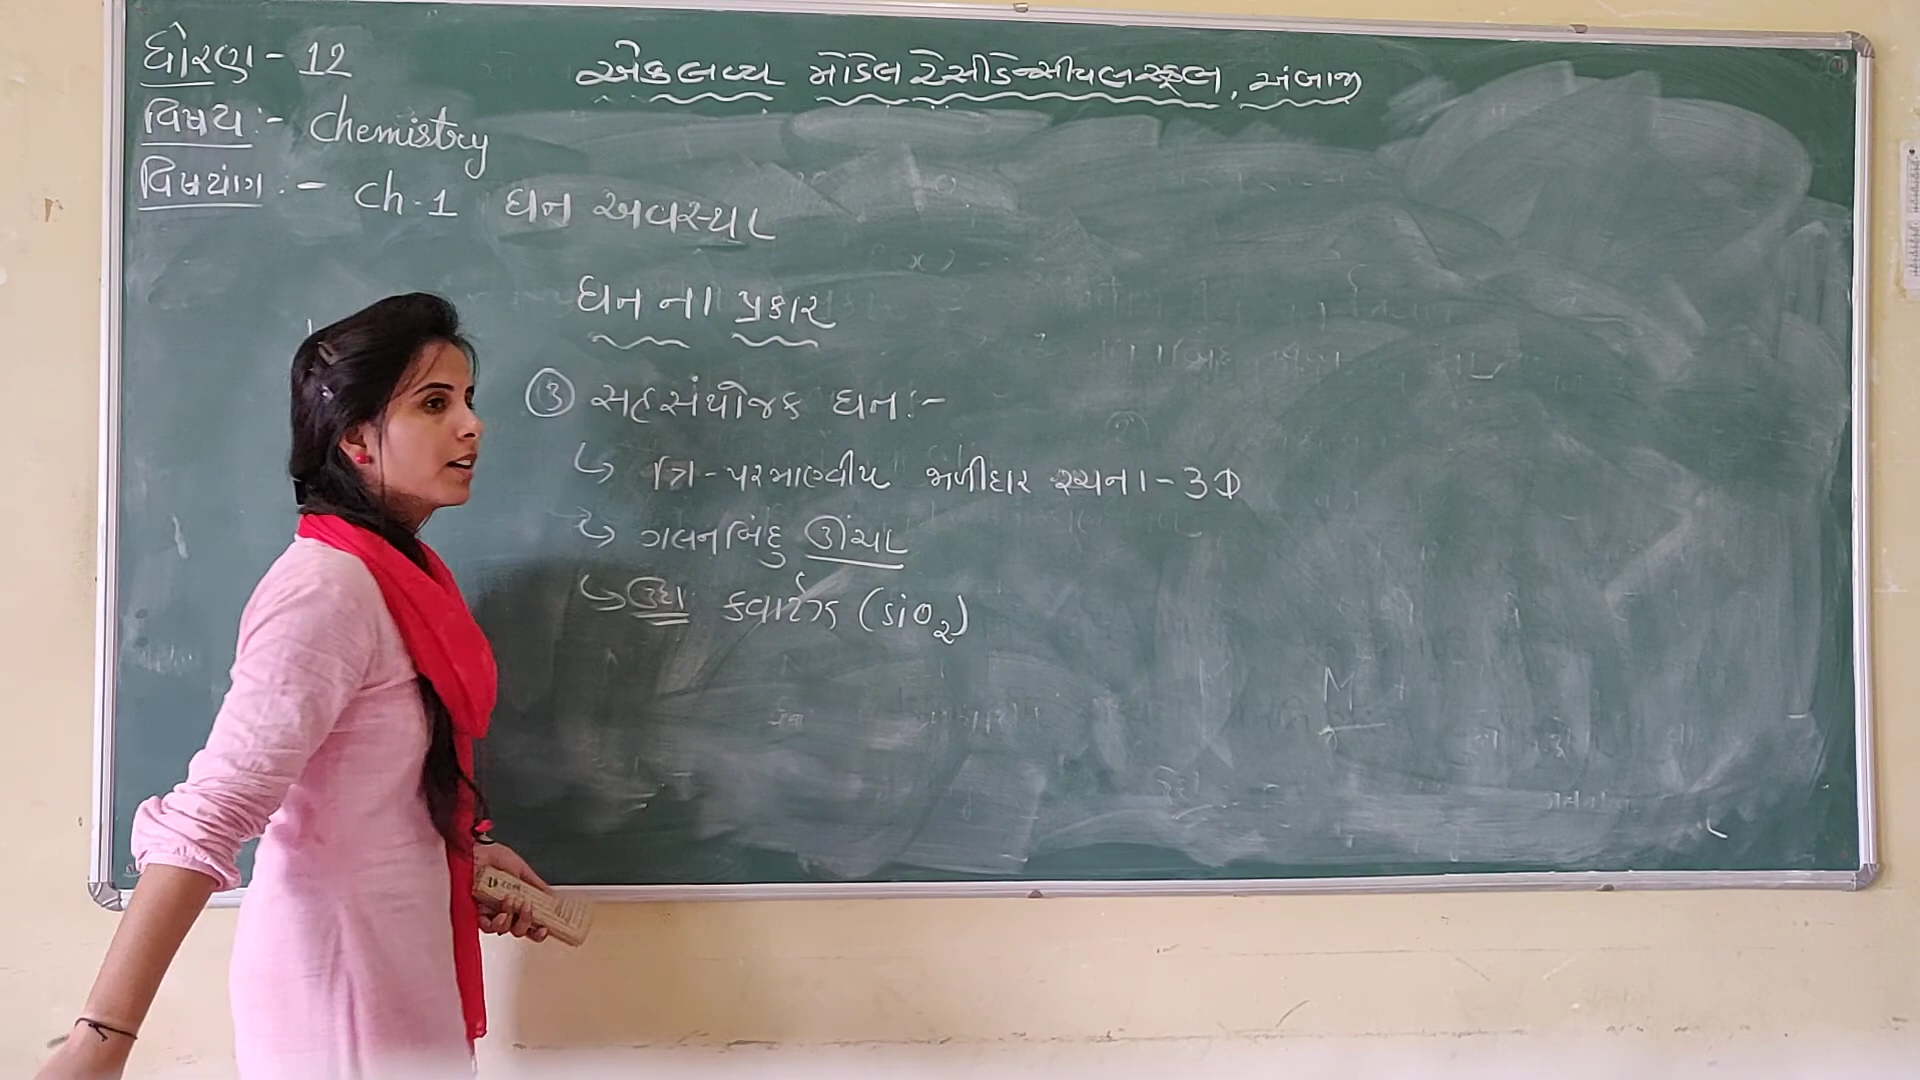 ધોરણ - 12
એકલવ્ય મોડેલ રેસીડેન્સીયલ સ્કૂલ, અંબાજી
વિષય :- Chemistry
વિષયાંગ :- Ch.1 ઘન અવસ્થા
ઘન ના પ્રકાર
③ સહસંયોજક ઘન :-
↳ ત્રિ-પરમાણ્વીય જાળીદાર રચના - 3D
↳ ગલનબિંદુ ઊંચા
↳ ઉદા ક્વાર્ટઝ (SiO2)